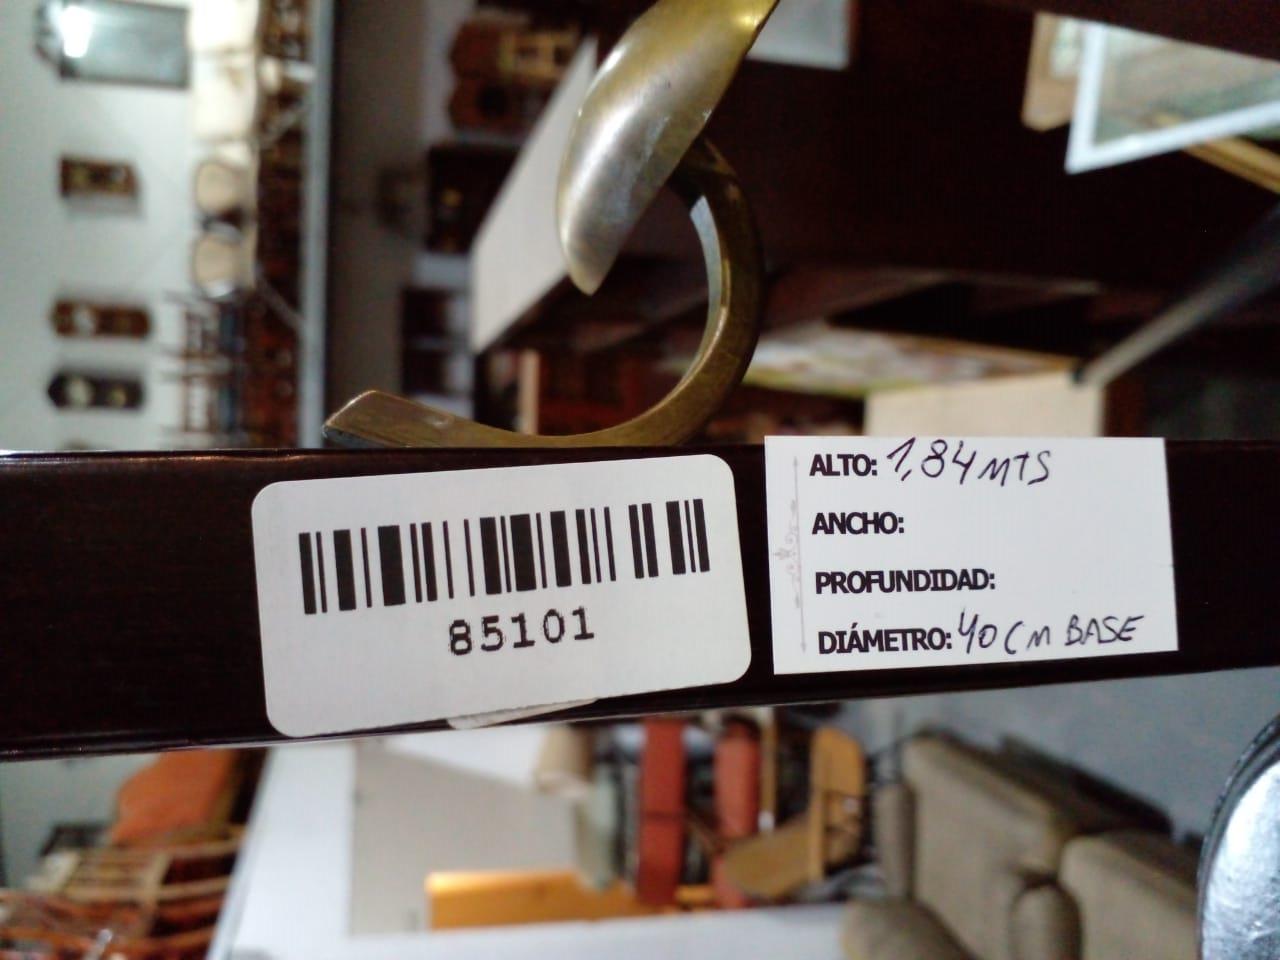 85101
ALTO: 1,84 MTS
ANCHO:
PROFUNDIDAD:
DIÁMETRO: 40 CM BASE